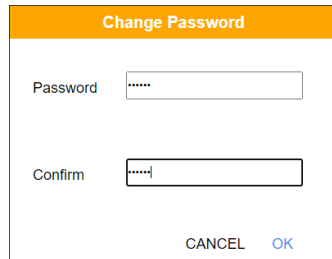 Change Password
Password ••••••
Confirm ••••••
CANCEL OK